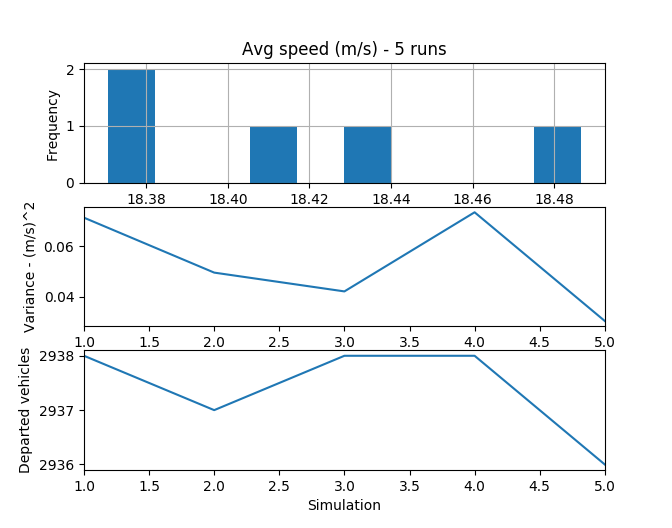 Avg speed (m/s) - 5 runs
Frequency
2
1
0
18.38 18.40 18.42 18.44 18.46 18.48
Variance - (m/s)^2
0.06
0.04
1.0 1.5 2.0 2.5 3.0 3.5 4.0 4.5 5.0
Departed vehicles
2938
2937
2936
1.0 1.5 2.0 2.5 3.0 3.5 4.0 4.5 5.0
Simulation